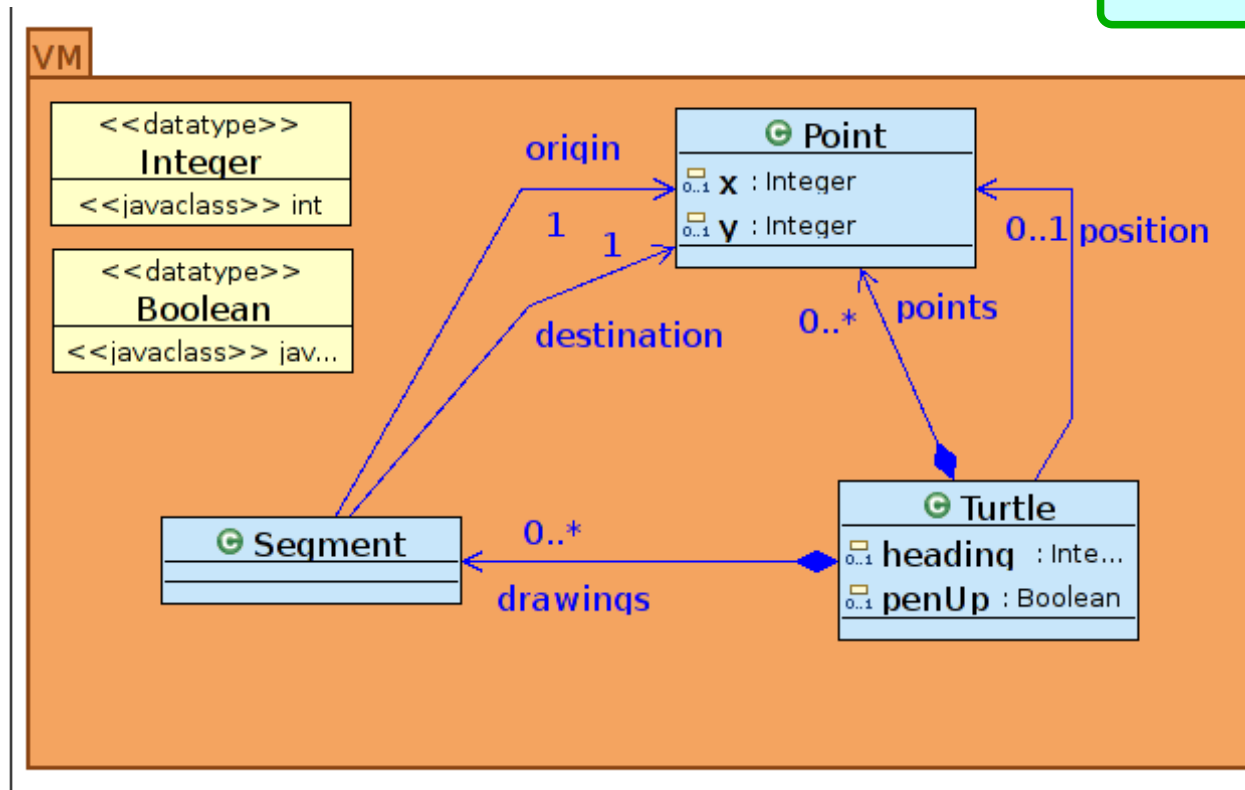 VM
<<datatype>>
Integer
<<javaclass>> int
<<datatype>>
Boolean
<<javaclass>> jav...
origin
1
1
destination
C Point
0..1 x : Integer
0..1 y : Integer
0..1 position
0..* points
C Segment
0..*
drawings
C Turtle
0..1 heading : Inte...
0..1 penUp : Boolean